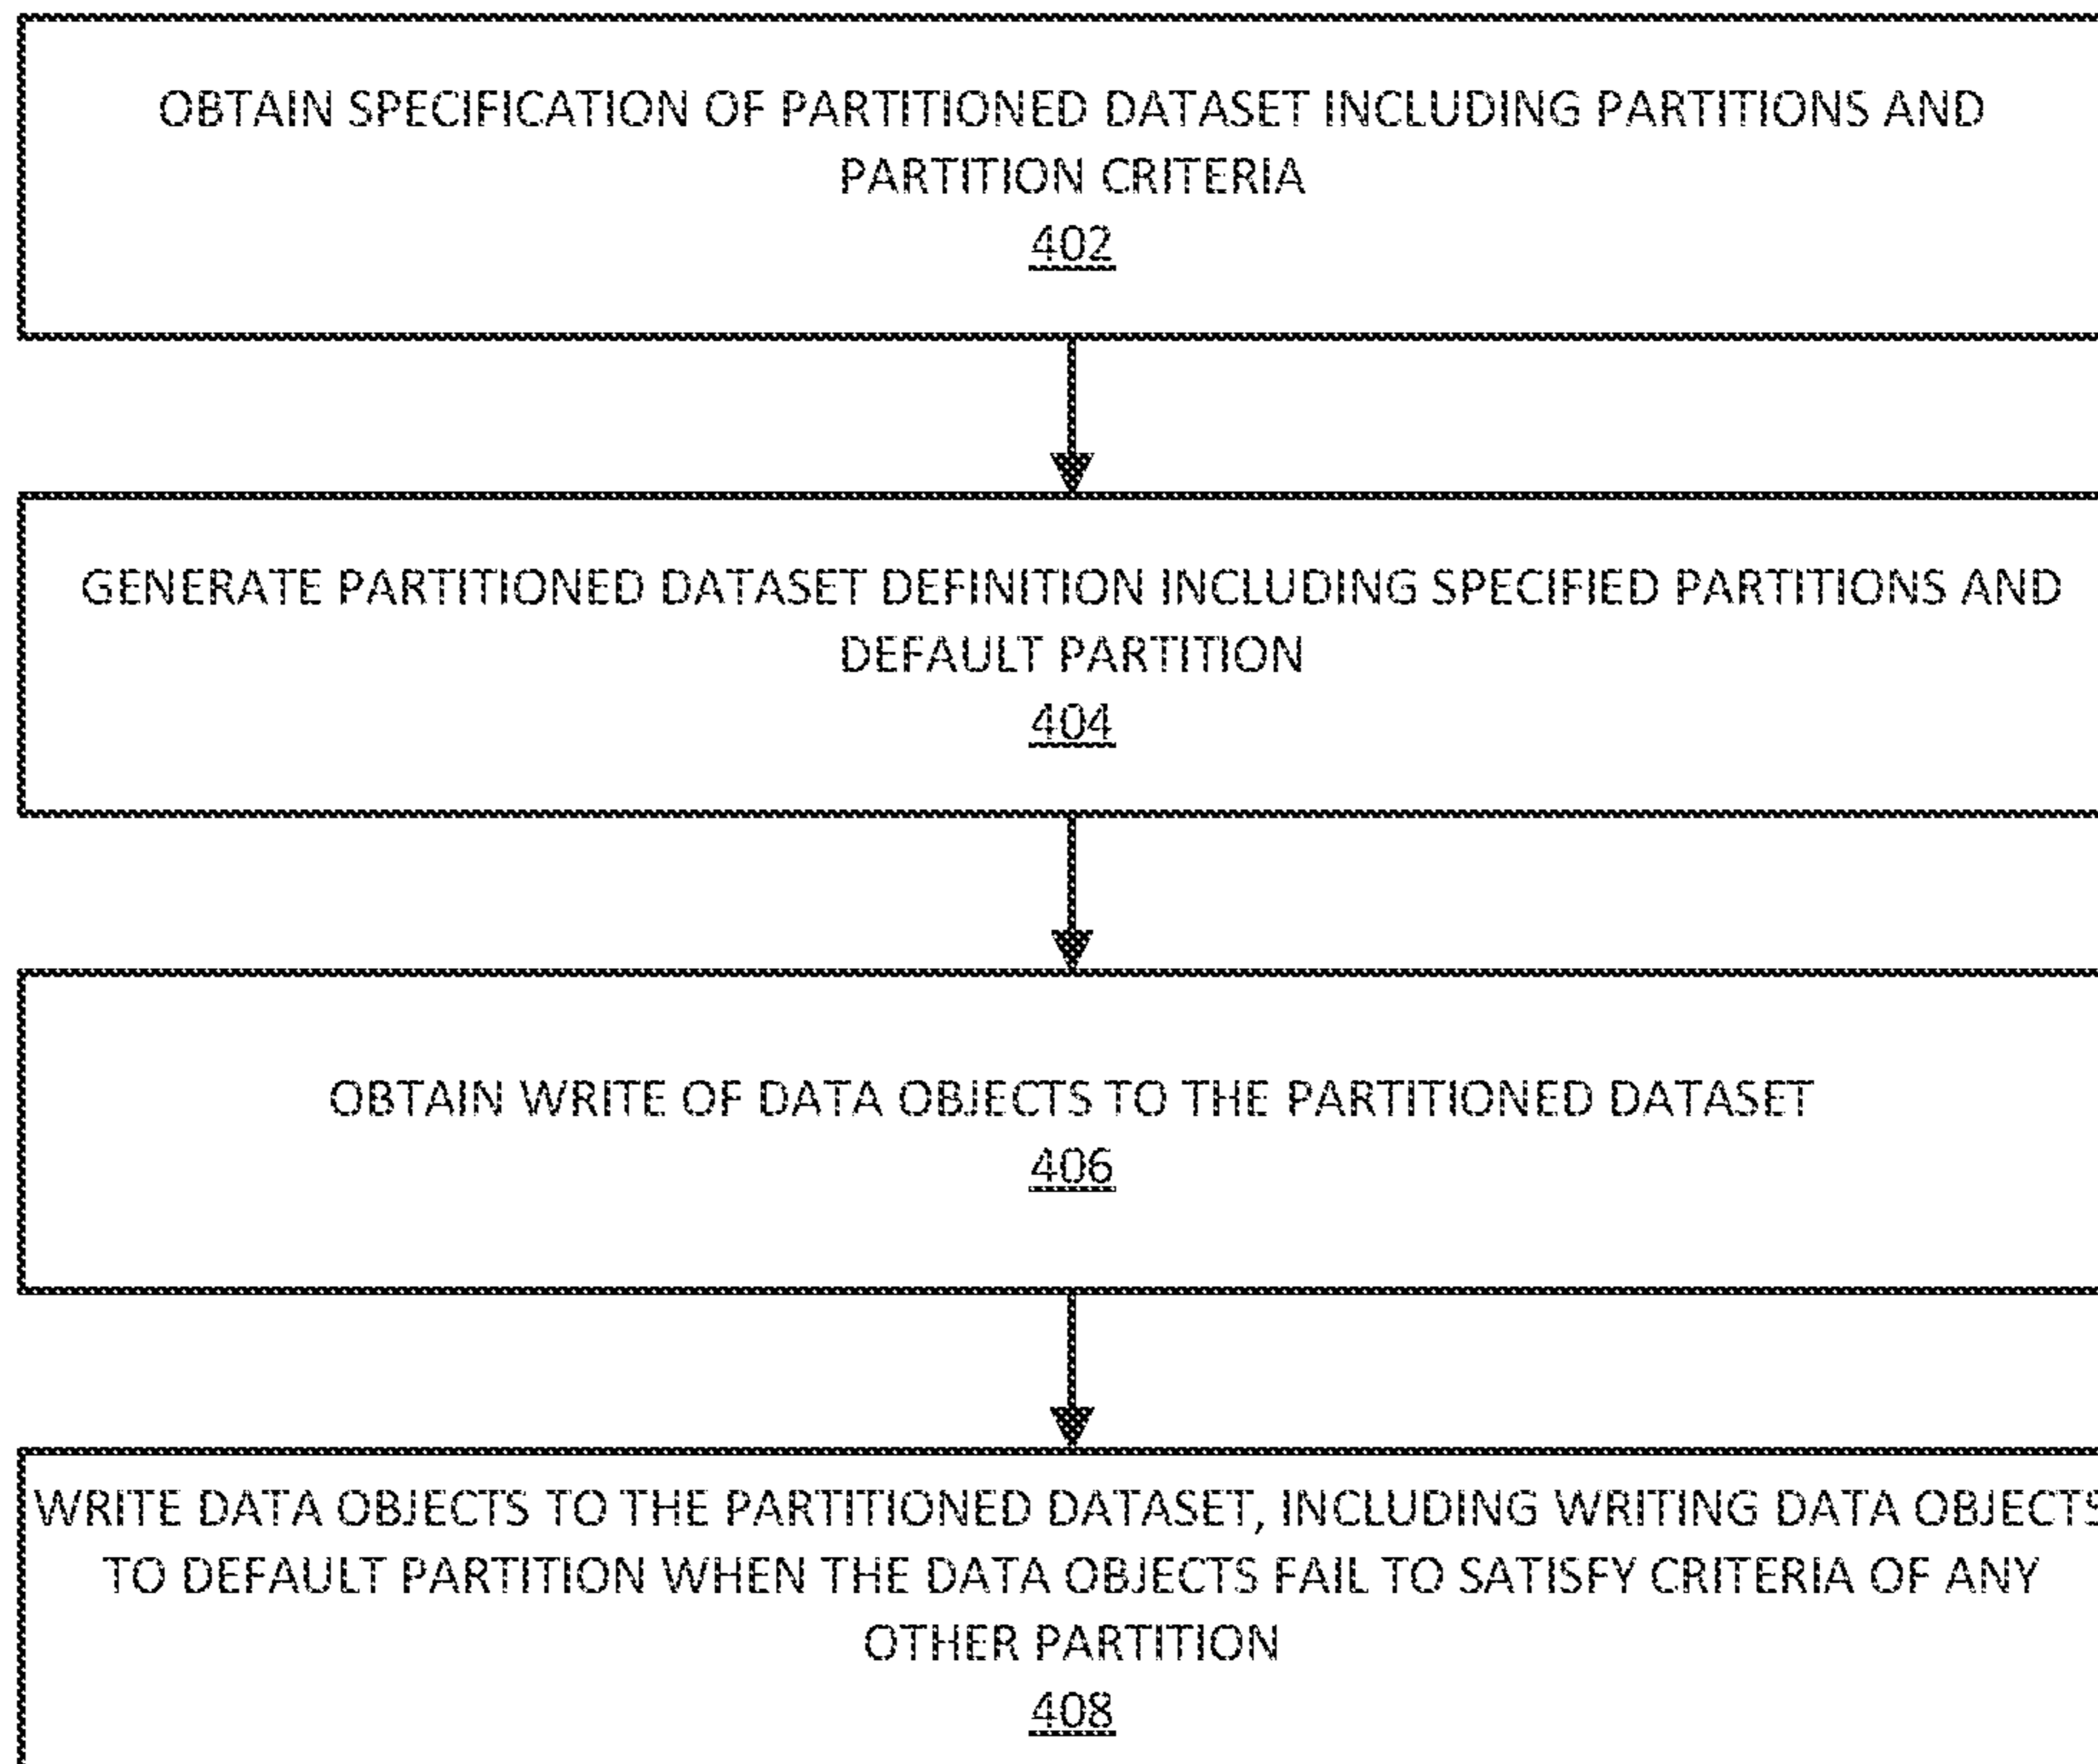 OBTAIN SPECIFICATION OF PARTITIONED DATASET INCLUDING PARTITIONS AND
PARTITION CRITERIA
402
GENERATE PARTITIONED DATASET DEFINITION INCLUDING SPECIFIED PARTITIONS AND
DEFAULT PARTITION
404
OBTAIN WRITE OF DATA OBJECTS TO THE PARTITIONED DATASET
406
WRITE DATA OBJECTS TO THE PARTITIONED DATASET, INCLUDING WRITING DATA OBJECTS
TO DEFAULT PARTITION WHEN THE DATA OBJECTS FAIL TO SATISFY CRITERIA OF ANY
OTHER PARTITION
408